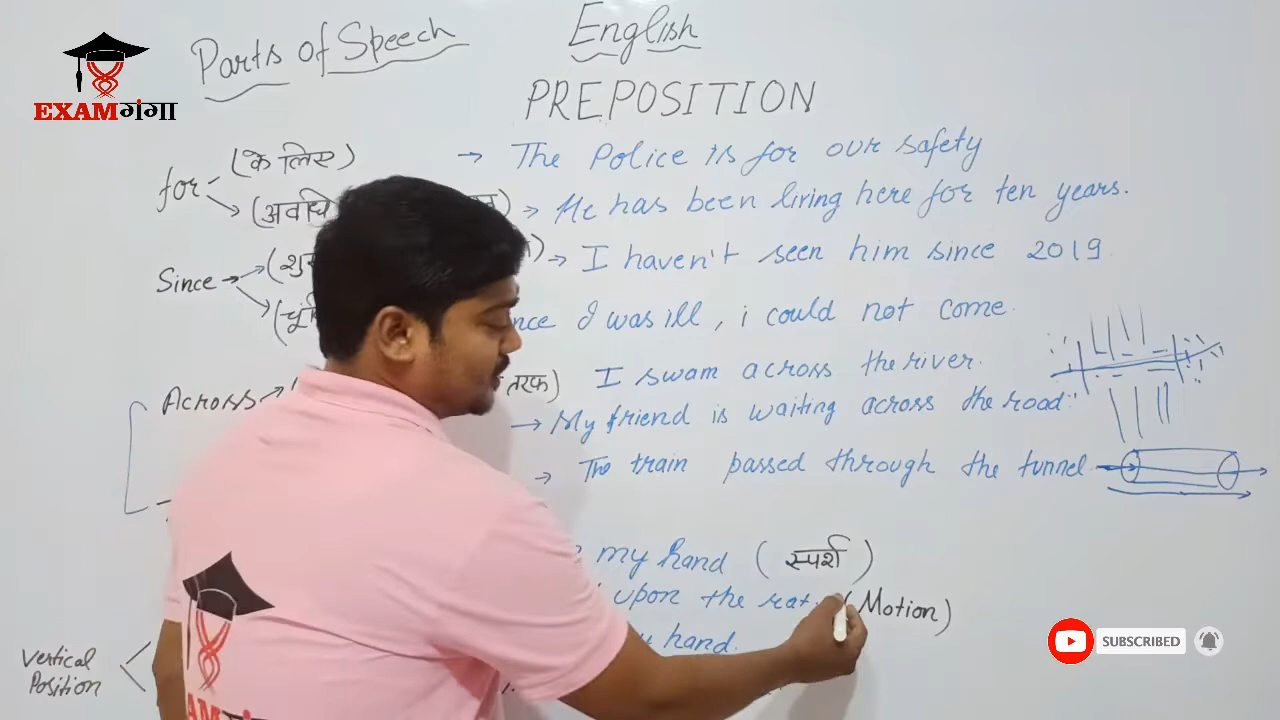 Parts of Speech
English
EXAMगंगा
PREPOSITION
for
(के लिए)
→ The Police is for our safety
(अवधि
) → He has been living here for ten years.
Since →
) → I haven't seen him since 2019.
I was ill, i could not come.
Across →
तरफ) I swam across the river.
→ My friend is waiting across the road.
→ The train passed through the tunnel
my hand (स्पर्श)
upon the rat (Motion)
hand.
Vertical
Position
SUBSCRIBED